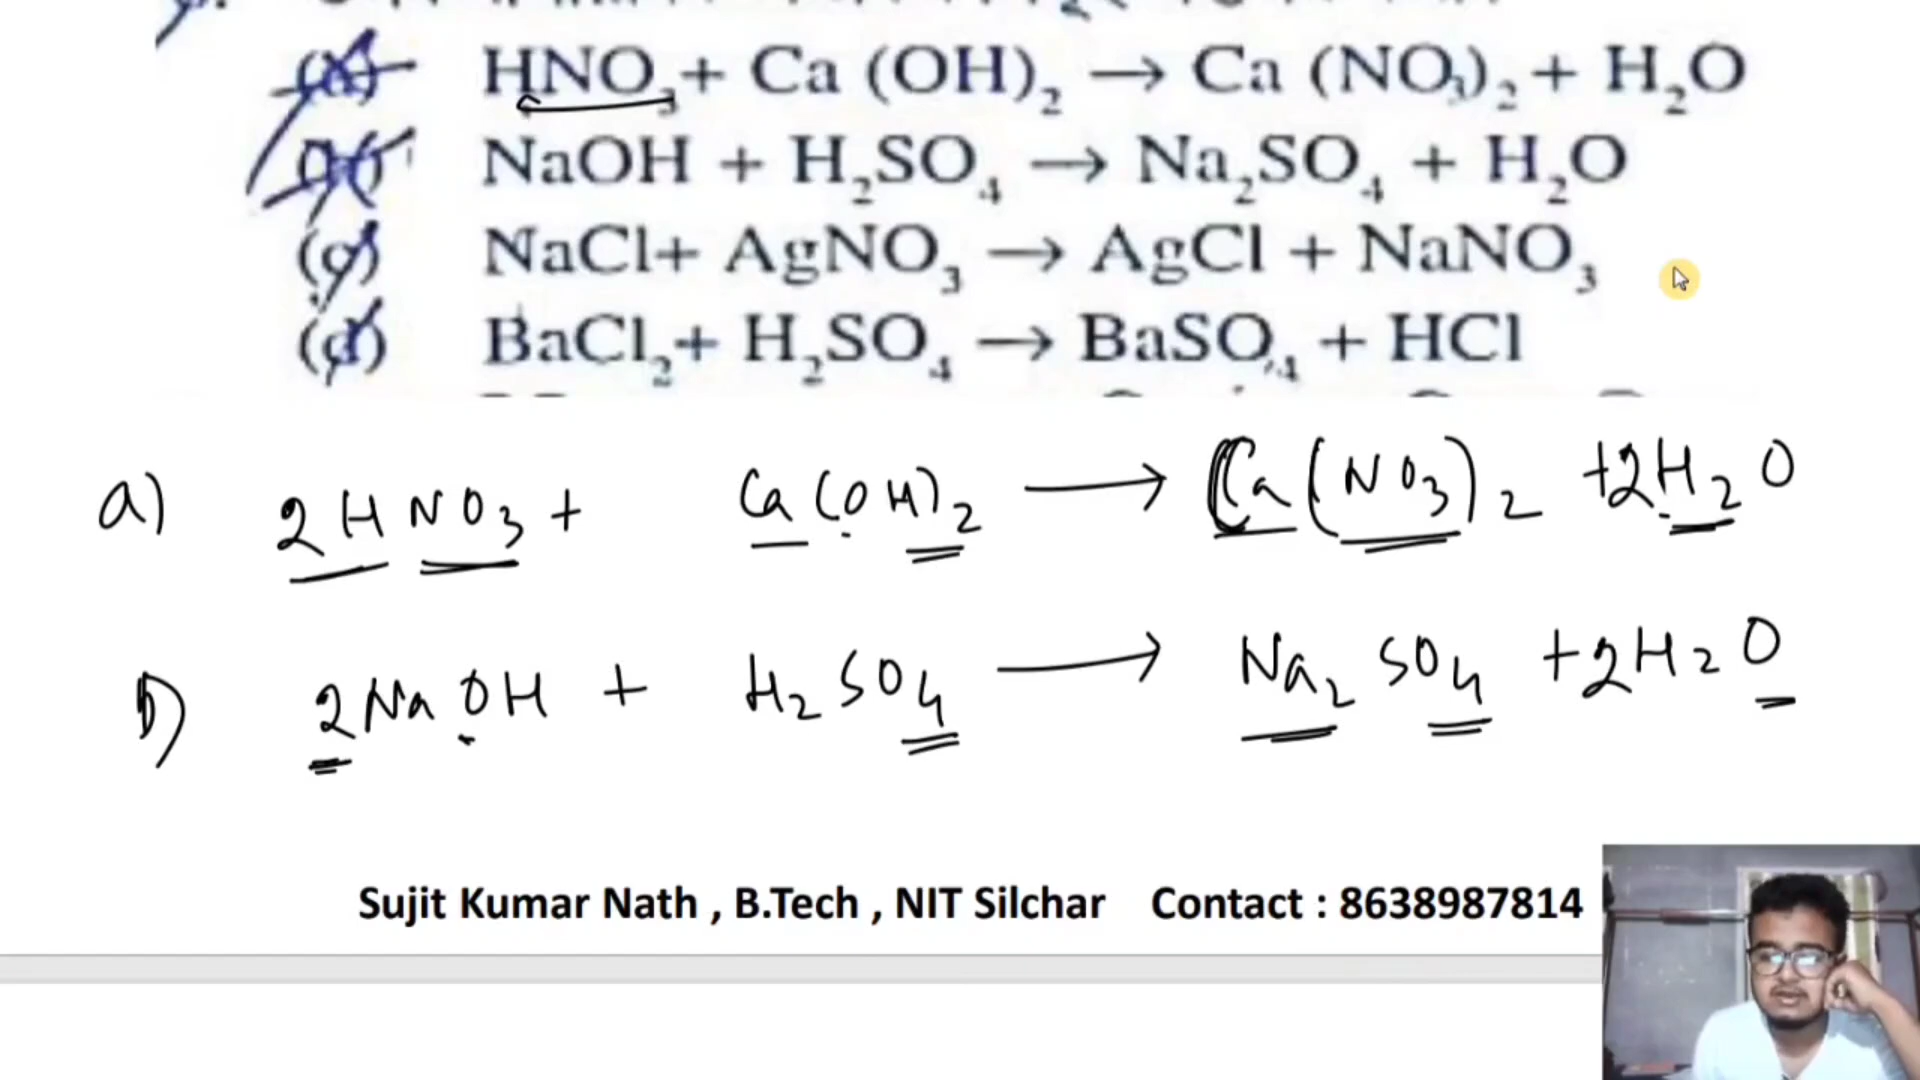 (a) HNO₃ + Ca (OH)₂ → Ca (NO₃)₂ + H₂O
(b) NaOH + H₂SO₄ → Na₂SO₄ + H₂O
(c) NaCl+ AgNO₃ → AgCl + NaNO₃
(d) BaCl₂+ H₂SO₄ → BaSO₄ + HCl
a) 2HNO₃ + Ca(OH)₂ → Ca(NO₃)₂ + 2H₂O
b) 2NaOH + H₂SO₄ → Na₂SO₄ + 2H₂O
Sujit Kumar Nath , B.Tech , NIT Silchar Contact : 8638987814